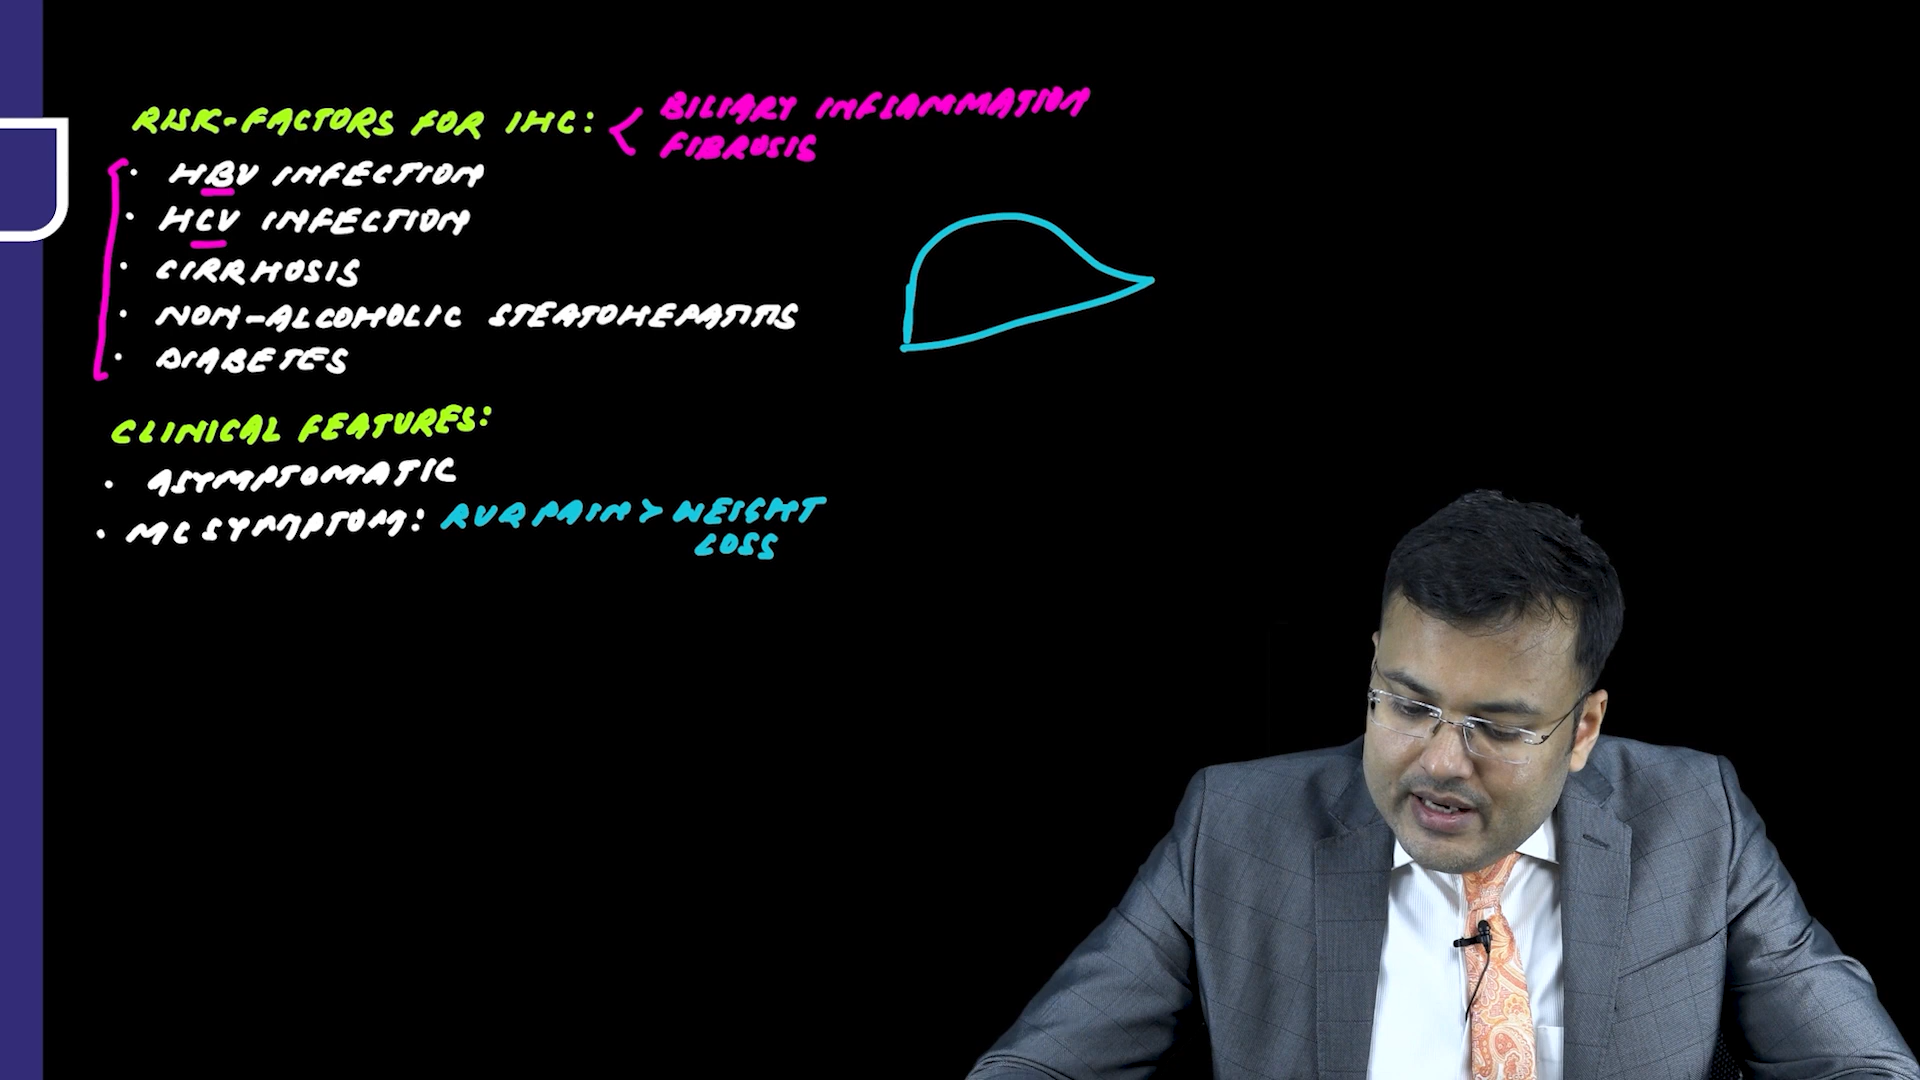 RISK-FACTORS FOR IHC: < BILIARY INFLAMMATION
FIBROSIS
• HBV INFECTION
• HCV INFECTION
• CIRRHOSIS
• NON-ALCOHOLIC STEATOHEPATITIS
• DIABETES
CLINICAL FEATURES:
• ASYMPTOMATIC
• MC SYMPTOM: RUQ PAIN > WEIGHT
LOSS